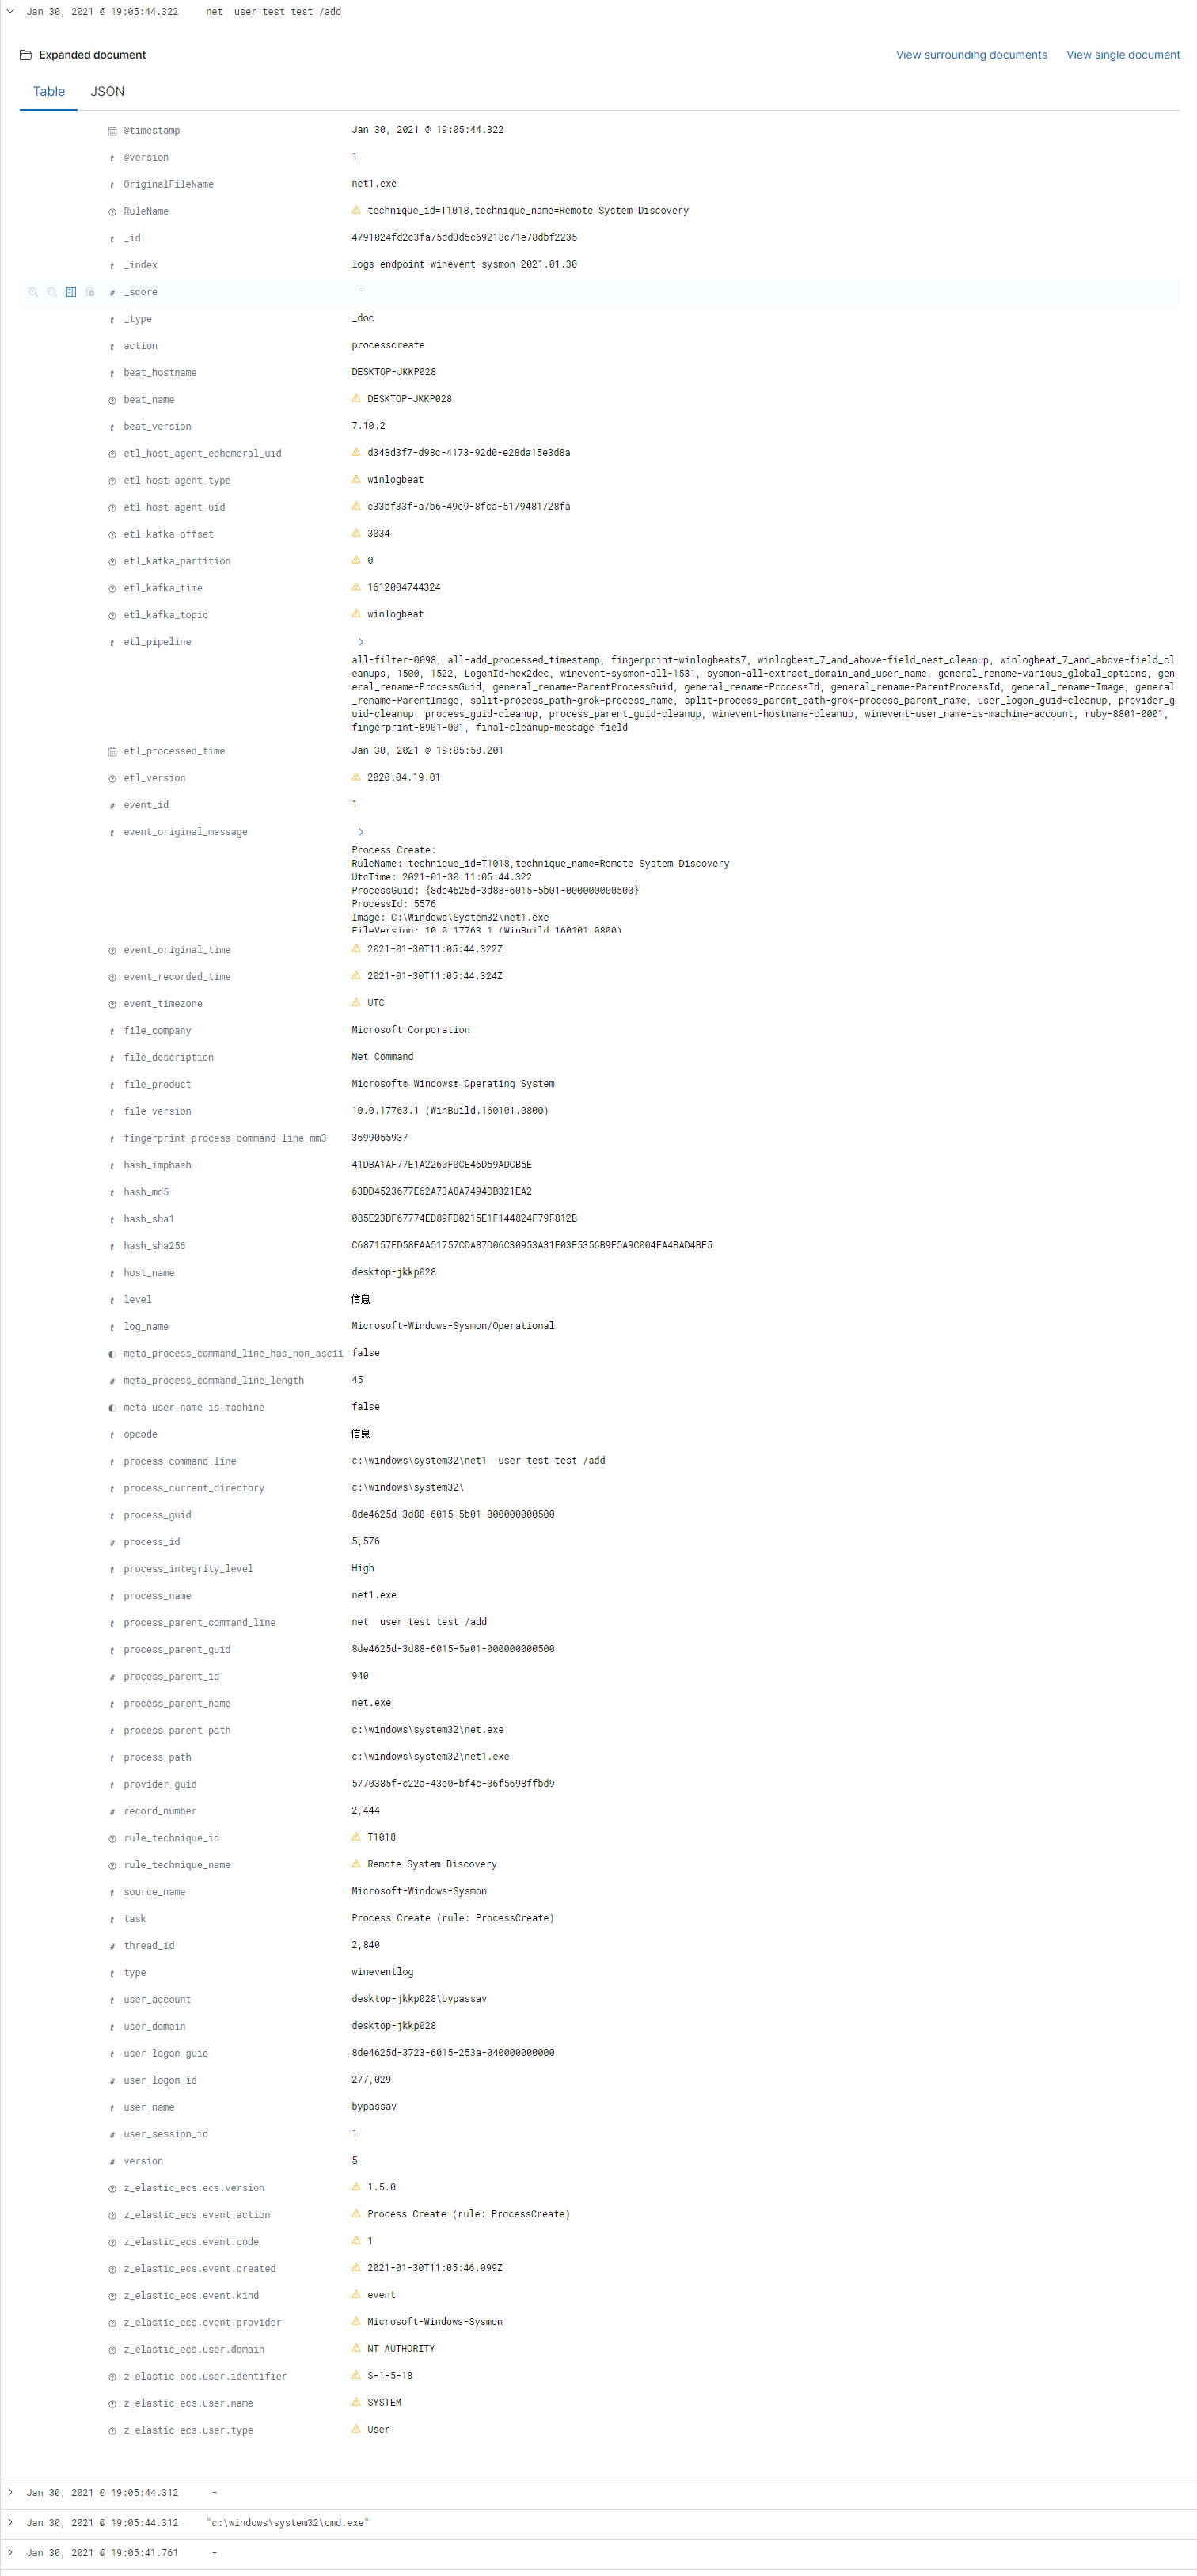 Jan 30, 2021 @ 19:05:44.322 net  user test test /add
Expanded document View surrounding documents View single document
Table JSON
@timestamp Jan 30, 2021 @ 19:05:44.322
@version 1
OriginalFileName net1.exe
RuleName technique_id=T1018,technique_name=Remote System Discovery
_id 4791024fd2c3fa75dd3d5c69218c71e78dbf2235
_index logs-endpoint-winevent-sysmon-2021.01.30
_score -
_type _doc
action processcreate
beat_hostname DESKTOP-JKKP028
beat_name DESKTOP-JKKP028
beat_version 7.10.2
etl_host_agent_ephemeral_uid d348d3f7-d98c-4173-92d0-e28da15e3d8a
etl_host_agent_type winlogbeat
etl_host_agent_uid c33bf33f-a7b6-49e9-8fca-5179481728fa
etl_kafka_offset 3034
etl_kafka_partition 0
etl_kafka_time 1612004744324
etl_kafka_topic winlogbeat
etl_pipeline
all-filter-0098, all-add_processed_timestamp, fingerprint-winlogbeats7, winlogbeat_7_and_above-field_nest_cleanup, winlogbeat_7_and_above-field_cl
eanups, 1500, 1522, LogonId-hex2dec, winevent-sysmon-all-1531, sysmon-all-extract_domain_and_user_name, general_rename-various_global_options, gen
eral_rename-ProcessGuid, general_rename-ParentProcessGuid, general_rename-ProcessId, general_rename-ParentProcessId, general_rename-Image, general
_rename-ParentImage, split-process_path-grok-process_name, split-process_parent_path-grok-process_parent_name, user_logon_guid-cleanup, provider_g
uid-cleanup, process_guid-cleanup, process_parent_guid-cleanup, winevent-hostname-cleanup, winevent-user_name-is-machine-account, ruby-8801-0001,
fingerprint-8901-001, final-cleanup-message_field
etl_processed_time Jan 30, 2021 @ 19:05:50.201
etl_version 2020.04.19.01
event_id 1
event_original_message
Process Create:
RuleName: technique_id=T1018,technique_name=Remote System Discovery
UtcTime: 2021-01-30 11:05:44.322
ProcessGuid: {8de4625d-3d88-6015-5b01-000000000500}
ProcessId: 5576
Image: C:\Windows\System32\net1.exe
FileVersion: 10.0.17763.1 (WinBuild.160101.0800)
event_original_time 2021-01-30T11:05:44.322Z
event_recorded_time 2021-01-30T11:05:44.324Z
event_timezone UTC
file_company Microsoft Corporation
file_description Net Command
file_product Microsoft® Windows® Operating System
file_version 10.0.17763.1 (WinBuild.160101.0800)
fingerprint_process_command_line_mm3 3699055937
hash_imphash 41DBA1AF77E1A2260F0CE46D59ADCB5E
hash_md5 63DD4523677E62A73A8A7494DB321EA2
hash_sha1 085E23DF67774ED89FD0215E1F144824F79F812B
hash_sha256 C687157FD58EAA51757CDA87D06C30953A31F03F5356B9F5A9C004FA4BAD4BF5
host_name desktop-jkkp028
level 信息
log_name Microsoft-Windows-Sysmon/Operational
meta_process_command_line_has_non_ascii false
meta_process_command_line_length 45
meta_user_name_is_machine false
opcode 信息
process_command_line c:\windows\system32\net1  user test test /add
process_current_directory c:\windows\system32\
process_guid 8de4625d-3d88-6015-5b01-000000000500
process_id 5,576
process_integrity_level High
process_name net1.exe
process_parent_command_line net  user test test /add
process_parent_guid 8de4625d-3d88-6015-5a01-000000000500
process_parent_id 940
process_parent_name net.exe
process_parent_path c:\windows\system32\net.exe
process_path c:\windows\system32\net1.exe
provider_guid 5770385f-c22a-43e0-bf4c-06f5698ffbd9
record_number 2,444
rule_technique_id T1018
rule_technique_name Remote System Discovery
source_name Microsoft-Windows-Sysmon
task Process Create (rule: ProcessCreate)
thread_id 2,840
type wineventlog
user_account desktop-jkkp028\bypassav
user_domain desktop-jkkp028
user_logon_guid 8de4625d-3723-6015-253a-040000000000
user_logon_id 277,029
user_name bypassav
user_session_id 1
version 5
z_elastic_ecs.ecs.version 1.5.0
z_elastic_ecs.event.action Process Create (rule: ProcessCreate)
z_elastic_ecs.event.code 1
z_elastic_ecs.event.created 2021-01-30T11:05:46.099Z
z_elastic_ecs.event.kind event
z_elastic_ecs.event.provider Microsoft-Windows-Sysmon
z_elastic_ecs.user.domain NT AUTHORITY
z_elastic_ecs.user.identifier S-1-5-18
z_elastic_ecs.user.name SYSTEM
z_elastic_ecs.user.type User
Jan 30, 2021 @ 19:05:44.312 -
Jan 30, 2021 @ 19:05:44.312 "c:\windows\system32\cmd.exe"
Jan 30, 2021 @ 19:05:41.761 -